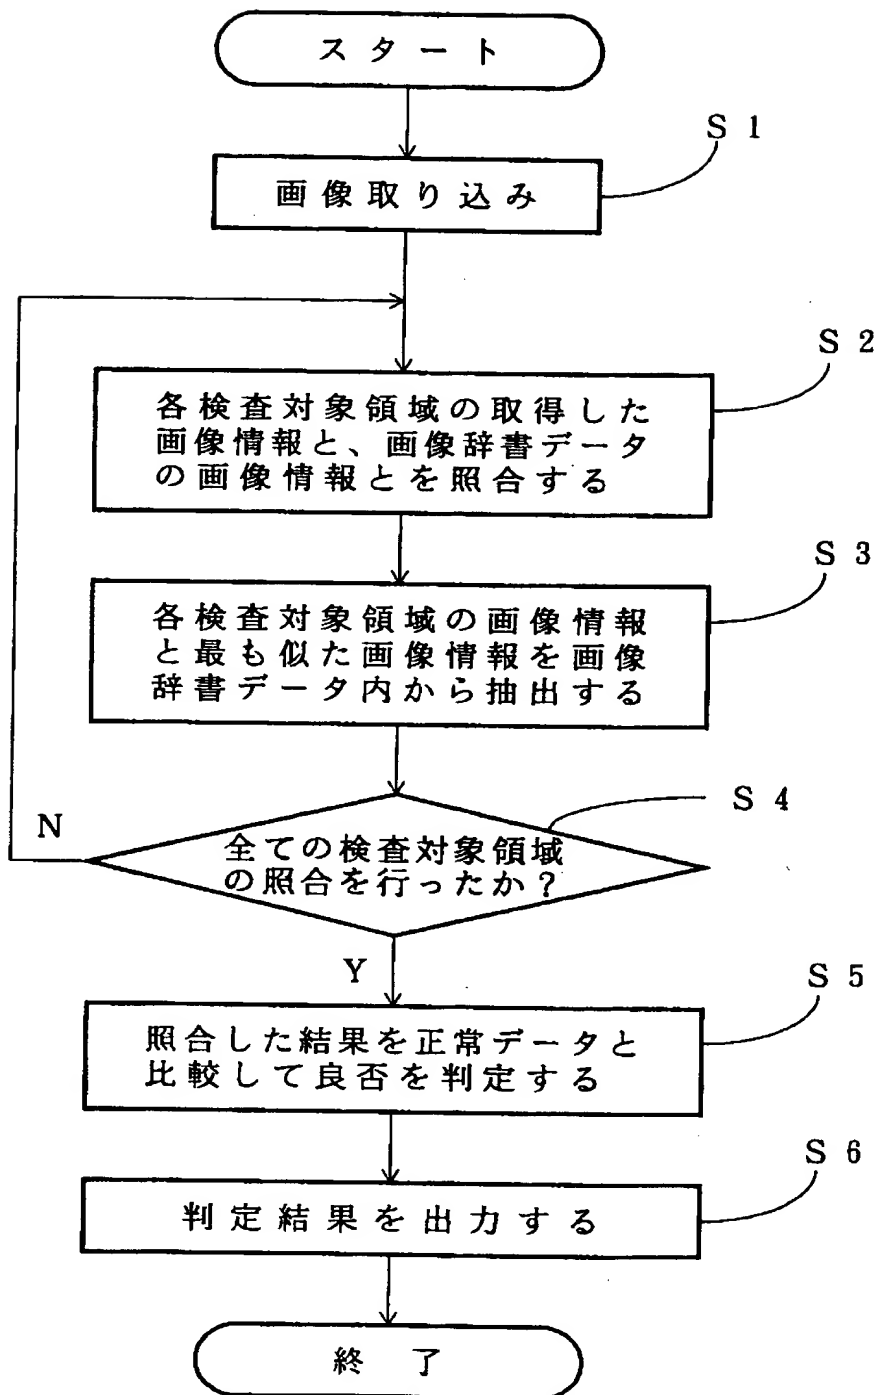 スタート
S1
画像取り込み
S2
各検査対象領域の取得した
画像情報と、画像辞書データ
の画像情報とを照合する
S3
各検査対象領域の画像情報
と最も似た画像情報を画像
辞書データ内から抽出する
S4
N
全ての検査対象領域
の照合を行ったか？
Y
S5
照合した結果を正常データと
比較して良否を判定する
S6
判定結果を出力する
終了